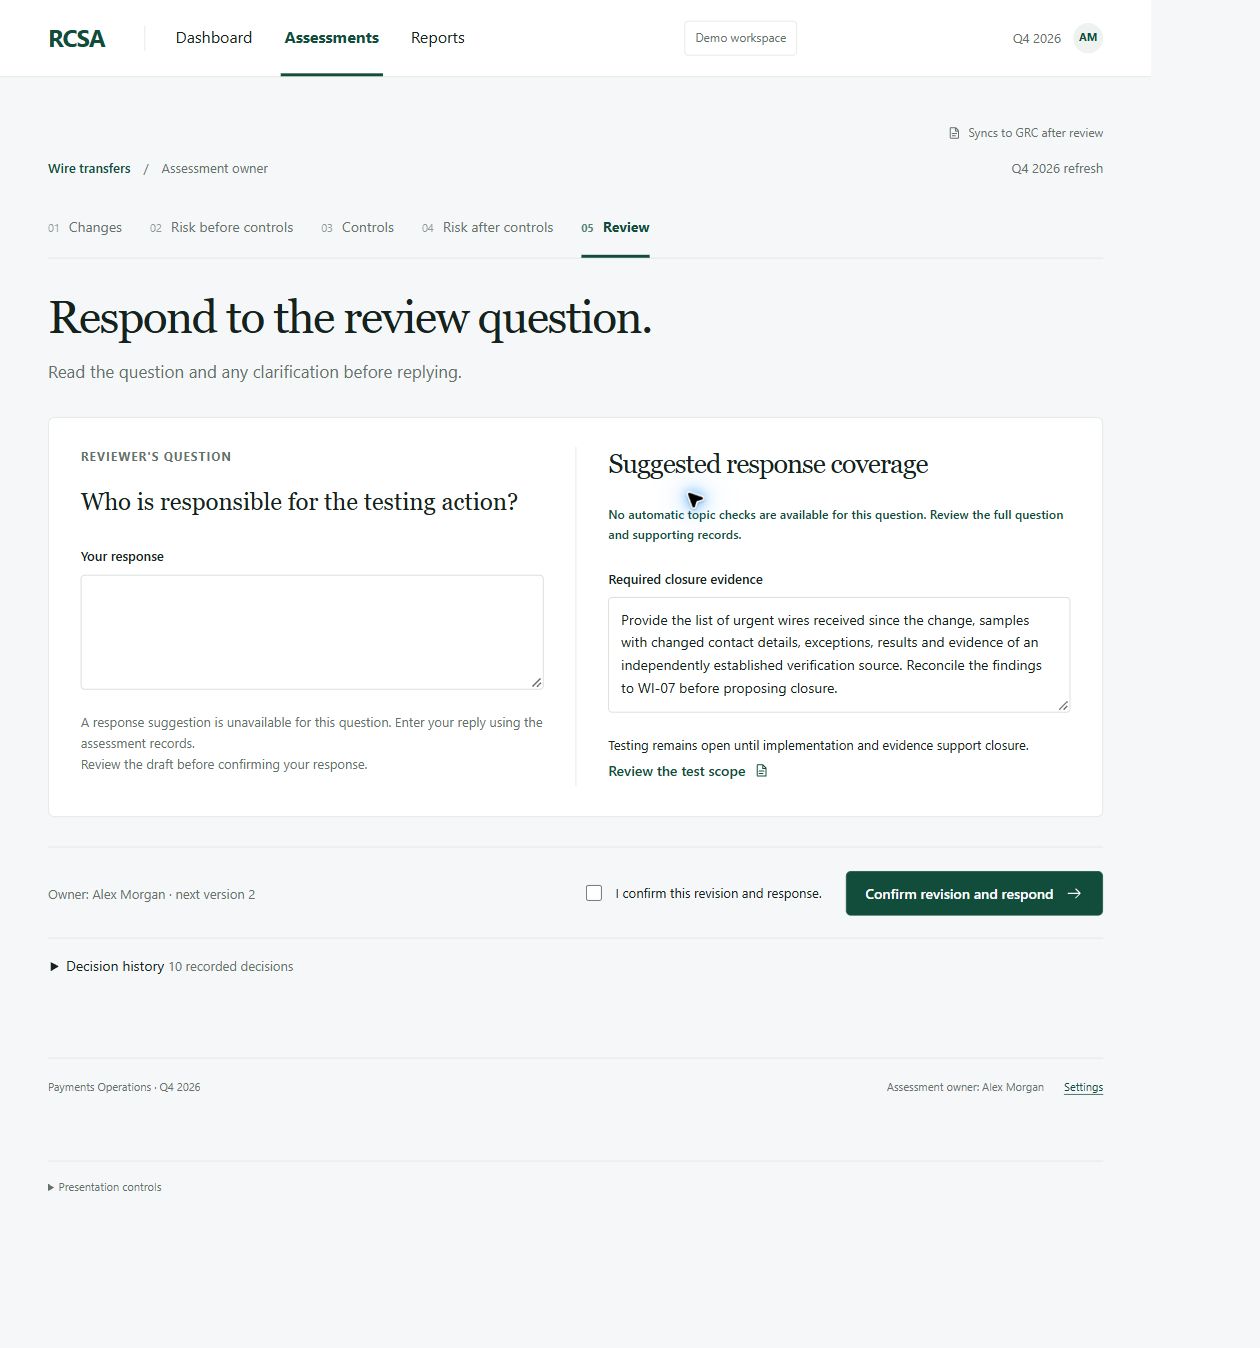 RCSA
Dashboard
Assessments
Reports
Demo workspace
Q4 2026
AM
Syncs to GRC after review
Wire transfers / Assessment owner
Q4 2026 refresh
01 Changes
02 Risk before controls
03 Controls
04 Risk after controls
05 Review
Respond to the review question.
Read the question and any clarification before replying.
REVIEWER'S QUESTION
Who is responsible for the testing action?
Your response
A response suggestion is unavailable for this question. Enter your reply using the
assessment records.
Review the draft before confirming your response.
Suggested response coverage
No automatic topic checks are available for this question. Review the full question
and supporting records.
Required closure evidence
Provide the list of urgent wires received since the change, samples
with changed contact details, exceptions, results and evidence of an
independently established verification source. Reconcile the findings
to WI-07 before proposing closure.
Testing remains open until implementation and evidence support closure.
Review the test scope
Owner: Alex Morgan · next version 2
I confirm this revision and response.
Confirm revision and respond
Decision history 10 recorded decisions
Payments Operations · Q4 2026
Assessment owner: Alex Morgan
Settings
Presentation controls